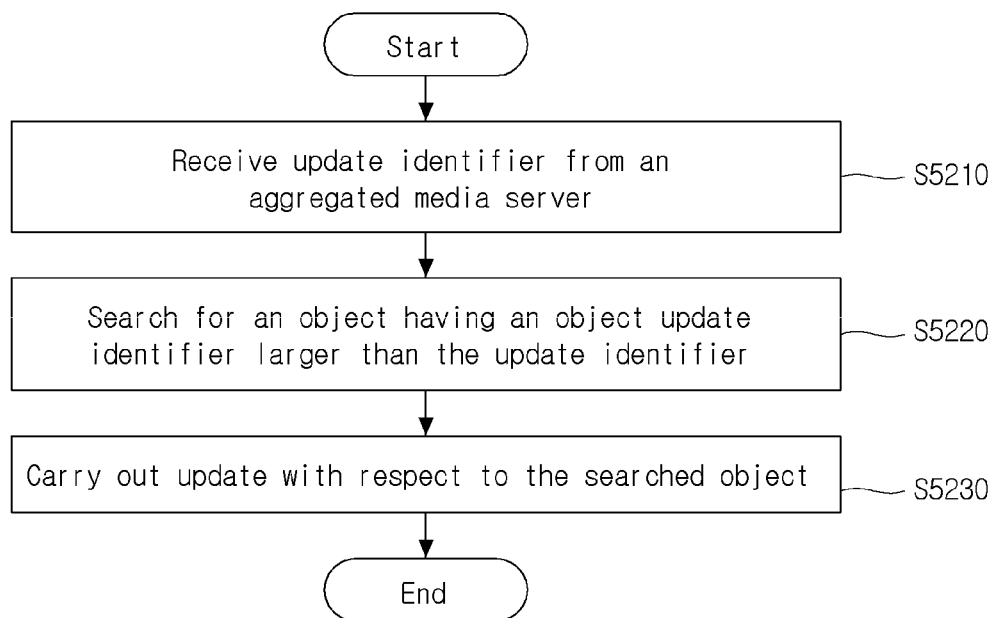 Start
Receive update identifier from an
aggregated media server
S5210
Search for an object having an object update
identifier larger than the update identifier
S5220
Carry out update with respect to the searched object
S5230
End